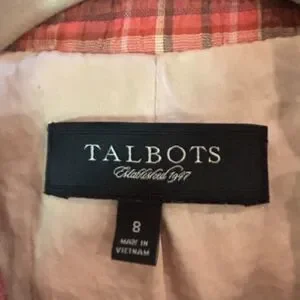 TALBOTS
Established 1947
8
MADE IN
VIETNAM